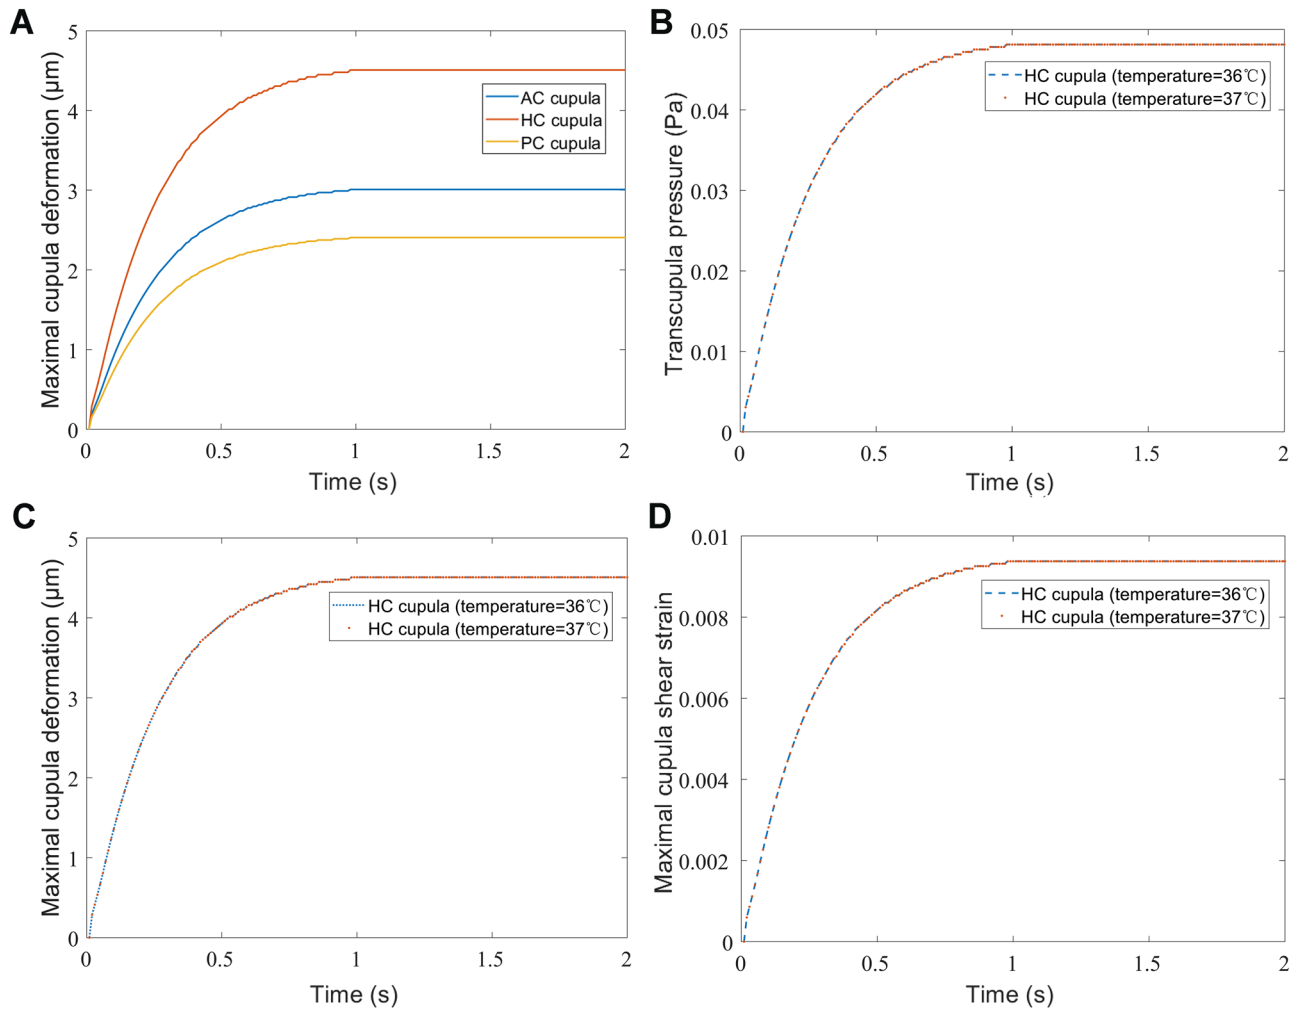 A
Maximal cupula deformation (μm)
5
4
3
2
1
0
0
0.5
1
1.5
2
Time (s)
AC cupula
HC cupula
PC cupula
B
Transcupula pressure (Pa)
0.05
0.04
0.03
0.02
0.01
0
0
0.5
1
1.5
2
Time (s)
HC cupula (temperature=36℃)
HC cupula (temperature=37℃)
C
Maximal cupula deformation (μm)
5
4
3
2
1
0
0
0.5
1
1.5
2
Time (s)
HC cupula (temperature=36℃)
HC cupula (temperature=37℃)
D
Maximal cupula shear strain
0.01
0.008
0.006
0.004
0.002
0
0
0.5
1
1.5
2
Time (s)
HC cupula (temperature=36℃)
HC cupula (temperature=37℃)